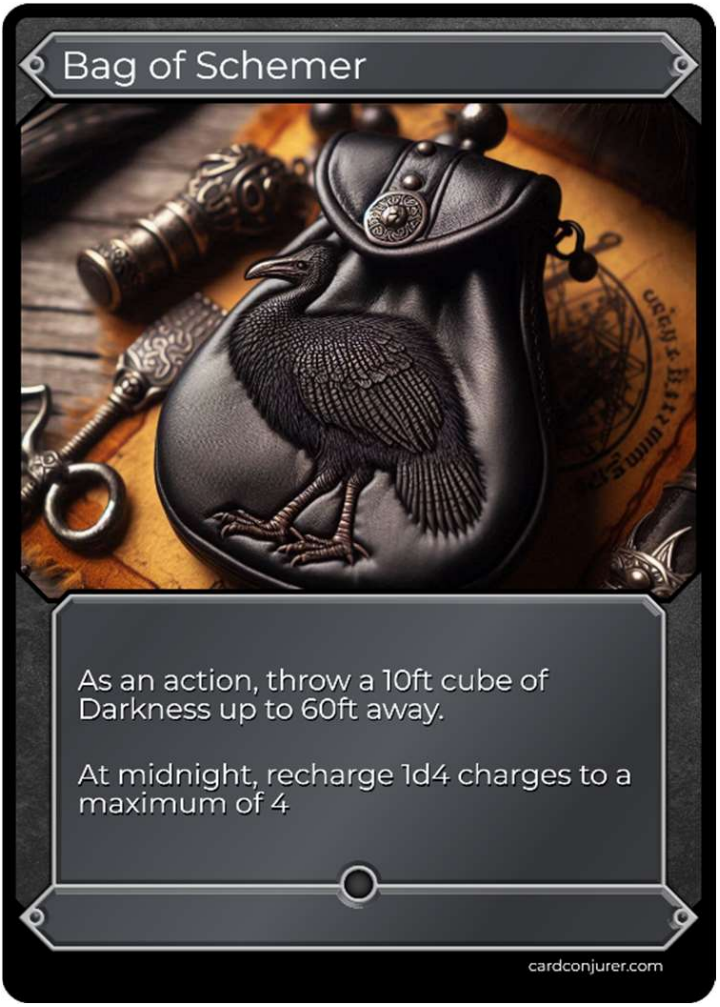 Bag of Schemer
As an action, throw a 10ft cube of
Darkness up to 60ft away.
At midnight, recharge 1d4 charges to a
maximum of 4
cardconjurer.com